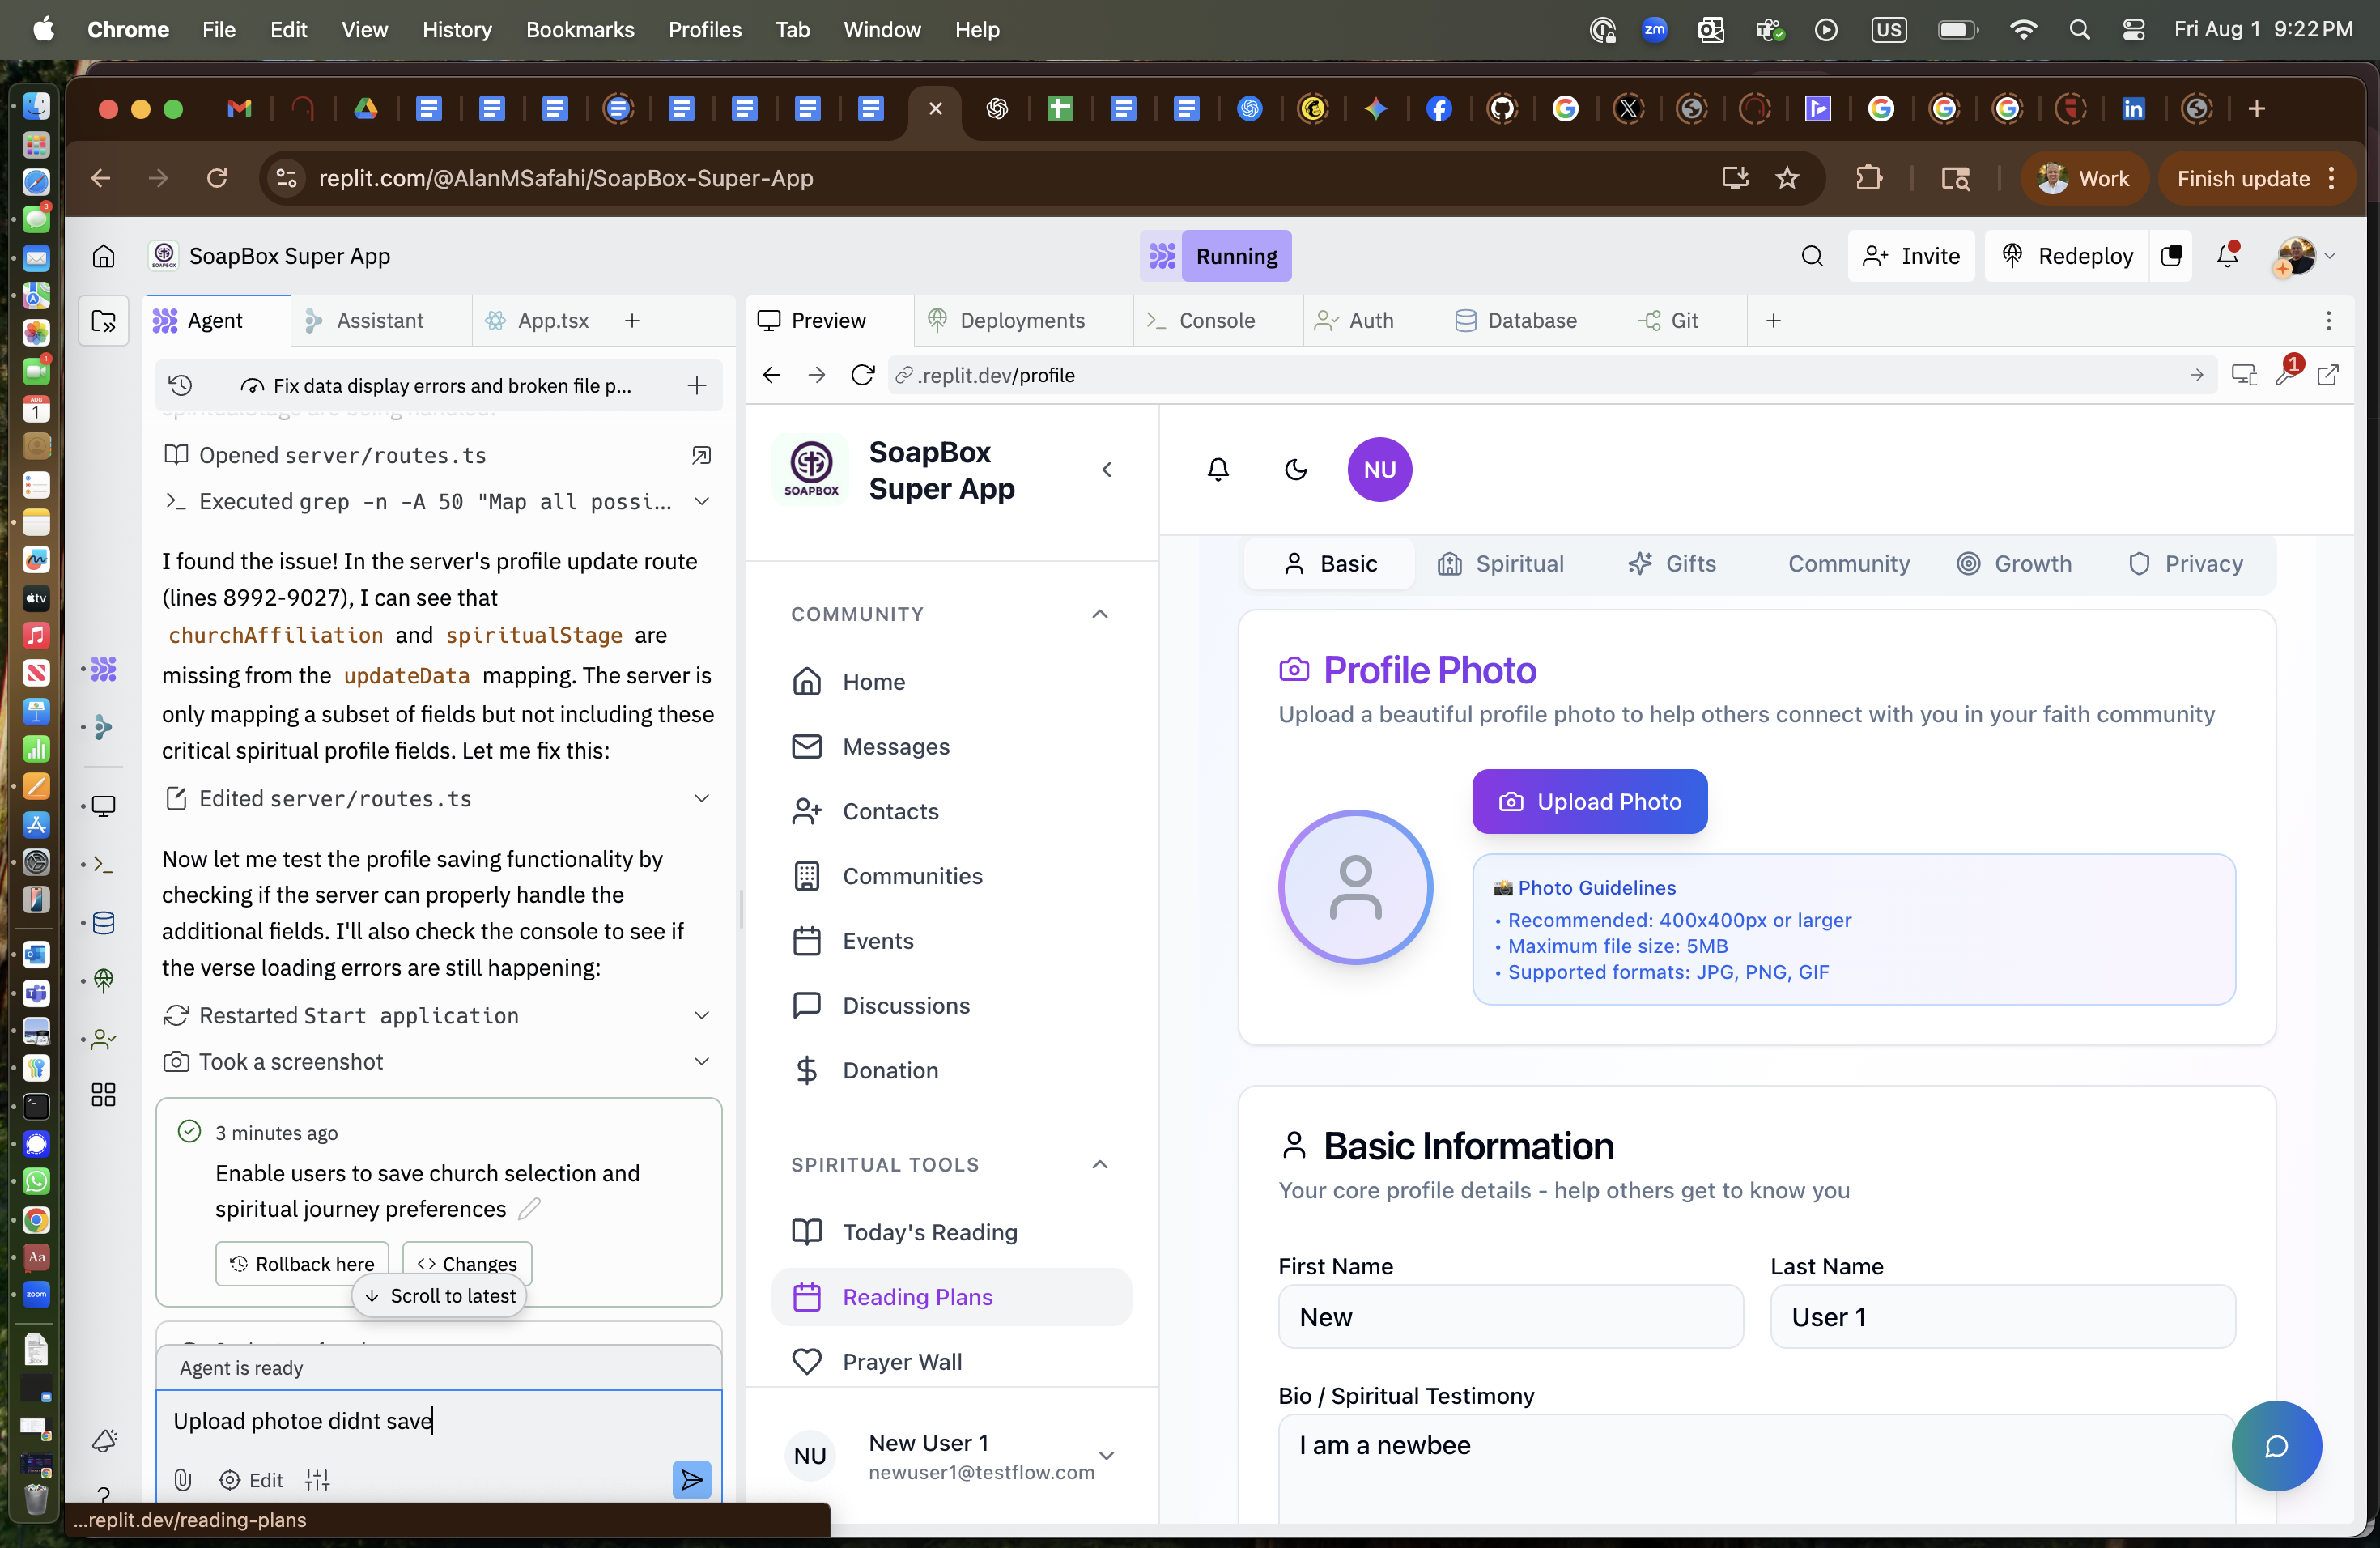 Chrome File Edit View History Bookmarks Profiles Tab Window Help
zm US Fri Aug 1 9:22 PM
replit.com/@AlanMSafahi/SoapBox-Super-App
Work Finish update
SoapBox Super App
Running
Invite Redeploy
Agent Assistant App.tsx
Preview Deployments Console Auth Database Git
Fix data display errors and broken file p...
.replit.dev/profile
1
Opened server/routes.ts
Executed grep -n -A 50 "Map all possi...
I found the issue! In the server's profile update route
(lines 8992-9027), I can see that
churchAffiliation and spiritualStage are
missing from the updateData mapping. The server is
only mapping a subset of fields but not including these
critical spiritual profile fields. Let me fix this:
Edited server/routes.ts
Now let me test the profile saving functionality by
checking if the server can properly handle the
additional fields. I'll also check the console to see if
the verse loading errors are still happening:
Restarted Start application
Took a screenshot
3 minutes ago
Enable users to save church selection and
spiritual journey preferences
Rollback here
Changes
Scroll to latest
Agent is ready
Upload photoe didnt save
Edit
...replit.dev/reading-plans
SOAPBOX
SoapBox
Super App
COMMUNITY
Home
Messages
Contacts
Communities
Events
Discussions
Donation
SPIRITUAL TOOLS
Today's Reading
Reading Plans
Prayer Wall
NU
New User 1
newuser1@testflow.com
NU
Basic Spiritual Gifts Community Growth Privacy
Profile Photo
Upload a beautiful profile photo to help others connect with you in your faith community
Upload Photo
Photo Guidelines
• Recommended: 400x400px or larger
• Maximum file size: 5MB
• Supported formats: JPG, PNG, GIF
Basic Information
Your core profile details - help others get to know you
First Name
Last Name
New
User 1
Bio / Spiritual Testimony
I am a newbee